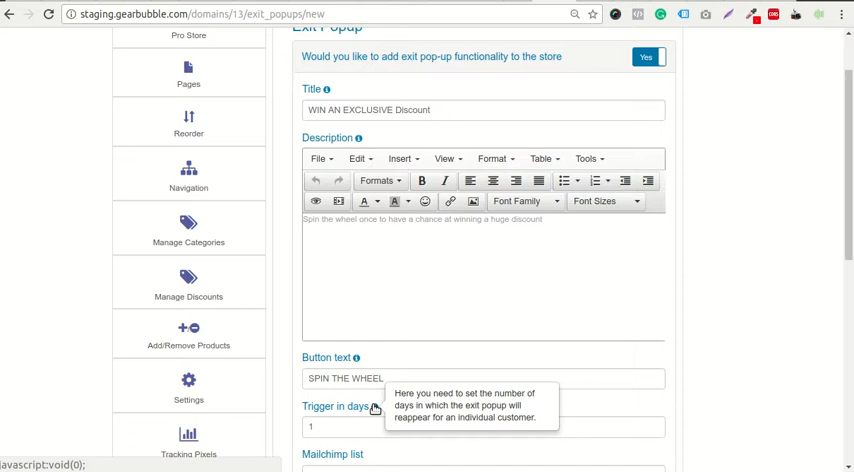 staging.gearbubble.com/domains/13/exit_popups/new
Pro Store
Pages
Reorder
Navigation
Manage Categories
Manage Discounts
Add/Remove Products
Settings
Tracking Pixels
Exit Popup
Would you like to add exit pop-up functionality to the store
Yes
Title
WIN AN EXCLUSIVE Discount
Description
File Edit Insert View Format Table Tools
Formats B I
A A Font Family Font Sizes
Spin the wheel once to have a chance at winning a huge discount
Button text
SPIN THE WHEEL
Here you need to set the number of
days in which the exit popup will
reappear for an individual customer.
Trigger in days
1
Mailchimp list
javascript:void(0);